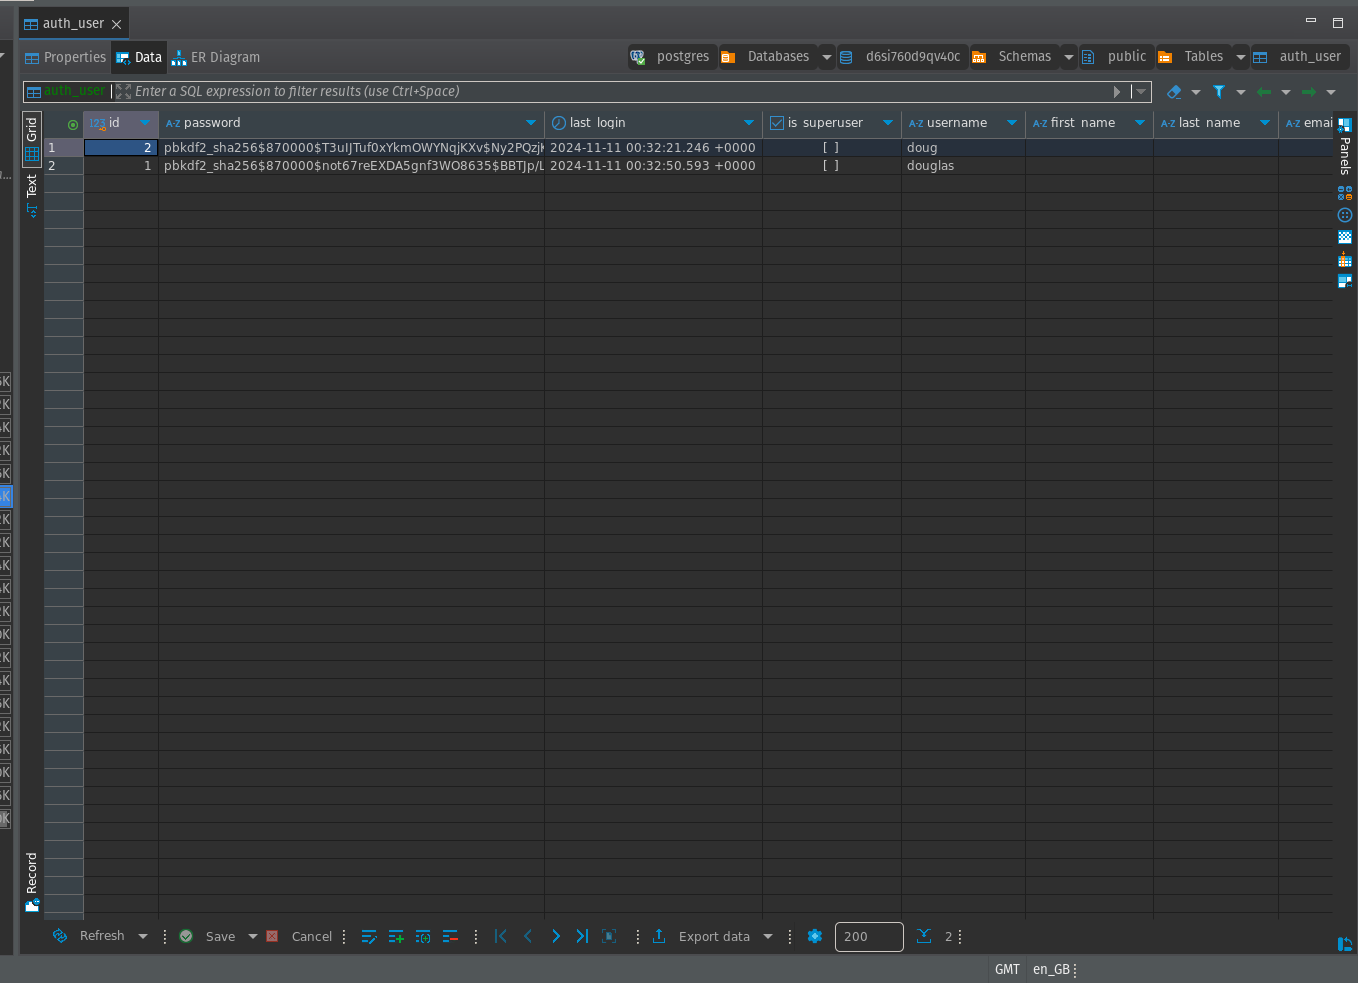 auth_user
Properties Data ER Diagram postgres Databases d6si760d9qv40c Schemas public Tables auth_user
auth_user Enter a SQL expression to filter results (use Ctrl+Space)
Grid
Text
Record
Panels
123 id A-Z password last_login is_superuser A-Z username A-Z first_name A-Z last_name A-Z emai
1 2 pbkdf2_sha256$870000$T3uIJTuf0xYkmOWYNqjKXv$Ny2PQzjK 2024-11-11 00:32:21.246 +0000 [ ] doug
2 1 pbkdf2_sha256$870000$not67reEXDA5gnf3WO8635$BBTJp/L 2024-11-11 00:32:50.593 +0000 [ ] douglas
Refresh Save Cancel Export data 200 2
GMT en_GB